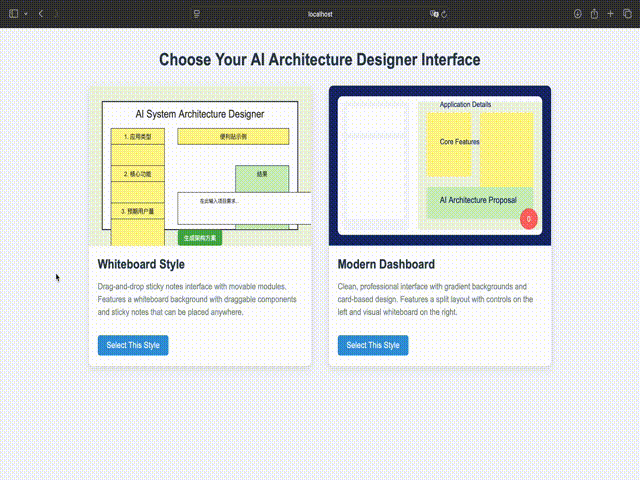 localhost
Choose Your AI Architecture Designer Interface
AI System Architecture Designer
1. 应用类型
便利贴示例
2. 核心功能
结果
在此输入项目需求...
3. 预期用户量
生成架构方案
Application Details
Core Features
AI Architecture Proposal
0
Whiteboard Style
Drag-and-drop sticky notes interface with movable modules.
Features a whiteboard background with draggable components
and sticky notes that can be placed anywhere.
Select This Style
Modern Dashboard
Clean, professional interface with gradient backgrounds and
card-based design. Features a split layout with controls on the
left and visual whiteboard on the right.
Select This Style